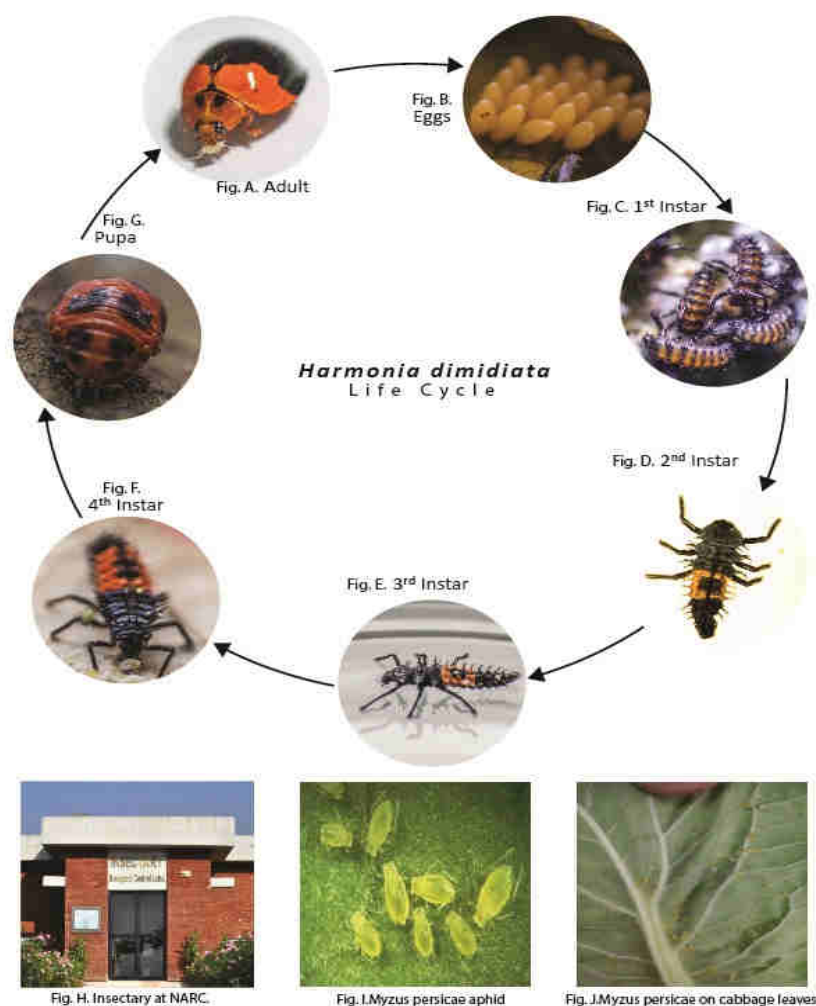 Fig. A. Adult
Fig. B.
Eggs
Fig. C. 1st Instar
Fig. D. 2nd Instar
Fig. E. 3rd Instar
Fig. F.
4th Instar
Fig. G.
Pupa
Harmonia dimidiata
Life Cycle
Fig. H. Insectary at NARC.
Fig. I.Myzus persicae aphid
Fig. J.Myzus persicae on cabbage leaves